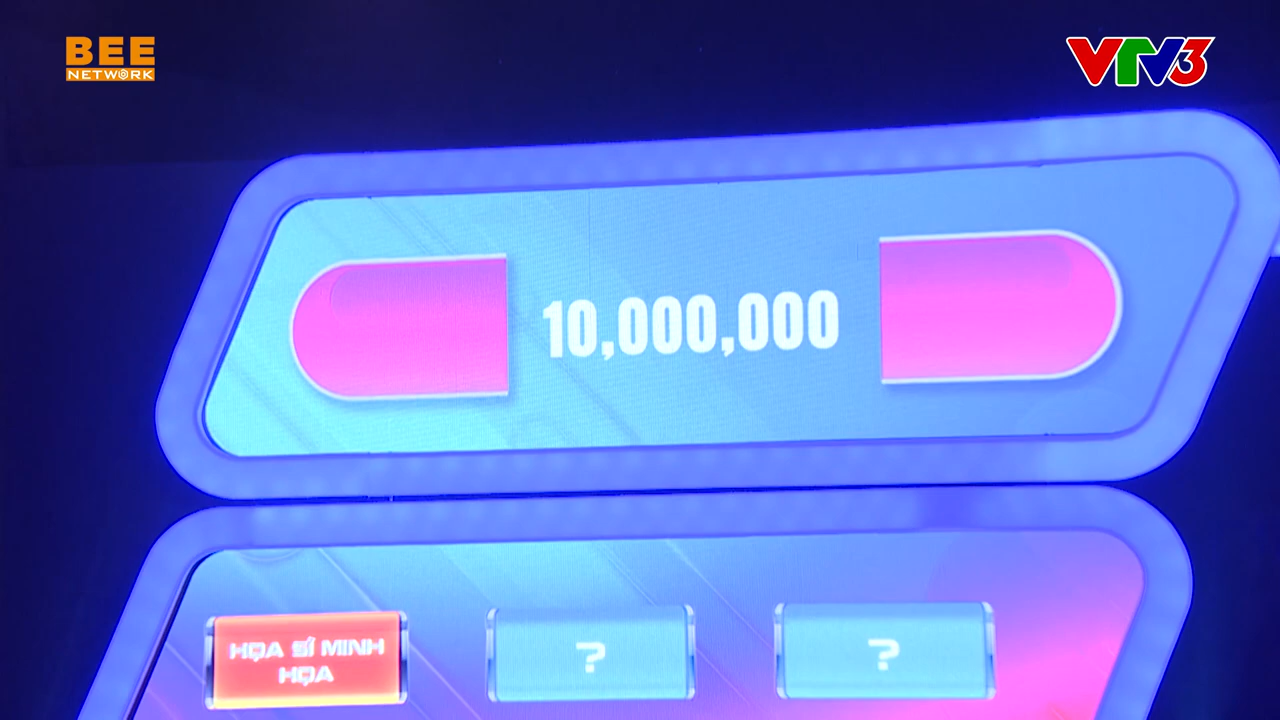 BEE
NETWORK
VTV3
10,000,000
HỌA SĨ MINH
HỌA
?
?